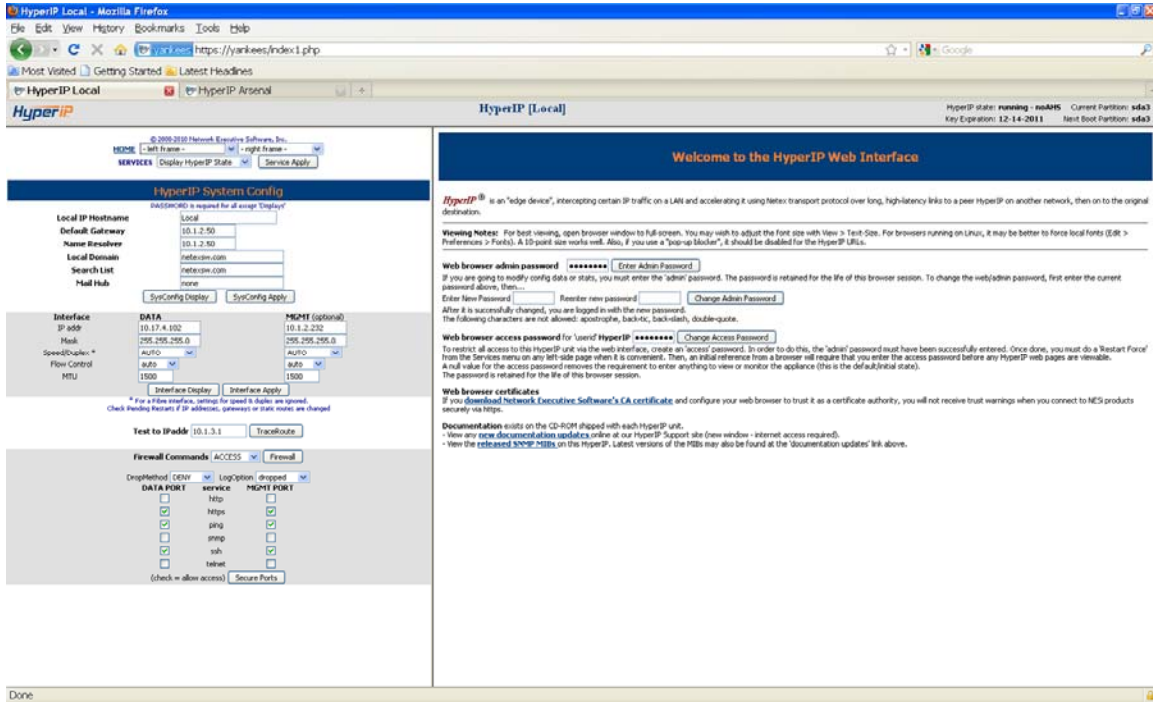 HyperIP Local - Mozilla Firefox
File Edit View History Bookmarks Tools Help
yankees https://yankees/index1.php Google
Most Visited Getting Started Latest Headlines
HyperIP Local HyperIP Arsenal
HyperIP
HyperIP [Local]
HyperIP state: running - noAHS Current Partition: sda3
Key Expiration: 12-14-2011 Next Boot Partition: sda3
© 2000-2010 Network Executive Software, Inc.
HOME - left frame - - right frame -
SERVICES Display HyperIP State Service Apply
HyperIP System Config
PASSWORD is required for all except 'Displays'
Local IP Hostname Local
Default Gateway 10.1.2.50
Name Resolver 10.1.2.50
Local Domain netexsw.com
Search List netexsw.com
Mail Hub none
SysConfig Display SysConfig Apply
Interface DATA MGMT (optional)
IP addr 10.17.4.102 10.1.2.232
Mask 255.255.255.0 255.255.255.0
Speed/Duplex * AUTO AUTO
Flow Control auto auto
MTU 1500 1500
Interface Display Interface Apply
* For a Fibre interface, settings for speed & duplex are ignored.
Check Pending Restarts if IP addresses, gateways or static routes are changed
Test to IPaddr 10.1.3.1 TraceRoute
Firewall Commands ACCESS Firewall
DropMethod DENY LogOption dropped
DATA PORT service MGMT PORT
http
https
ping
snmp
ssh
telnet
(check = allow access) Secure Ports
Welcome to the HyperIP Web Interface
HyperIP ® is an "edge device", intercepting certain IP traffic on a LAN and accelerating it using Netex transport protocol over long, high-latency links to a peer HyperIP on another network, then on to the original
destination.
Viewing Notes: For best viewing, open browser window to full-screen. You may wish to adjust the font size with View > Text-Size. For browsers running on Linux, it may be better to force local fonts (Edit >
Preferences > Fonts). A 10-point size works well. Also, if you use a "pop-up blocker", it should be disabled for the HyperIP URLs.
Web browser admin password •••••••• Enter Admin Password
If you are going to modify config data or stats, you must enter the 'admin' password. The password is retained for the life of this browser session. To change the web/admin password, first enter the current
password above, then....
Enter New Password Reenter new password Change Admin Password
After it is successfully changed, you are logged in with the new password.
The following characters are not allowed: apostrophe, back-tic, back-slash, double-quote.
Web browser access password for 'userid' HyperIP •••••••• Change Access Password
To restrict all access to this HyperIP unit via the web interface, create an 'access' password. In order to do this, the 'admin' password must have been successfully entered. Once done, you must do a 'Restart Force'
from the Services menu on any left-side page when it is convenient. Then, an initial reference from a browser will require that you enter the access password before any HyperIP web pages are viewable.
A null value for the access password removes the requirement to enter anything to view or monitor the appliance (this is the default/initial state).
The password is retained for the life of this browser session.
Web browser certificates
If you download Network Executive Software's CA certificate and configure your web browser to trust it as a certificate authority, you will not receive trust warnings when you connect to NESi products
securely via https.
Documentation exists on the CD-ROM shipped with each HyperIP unit.
- View any new documentation updates online at our HyperIP Support site (new window - internet access required).
- View the released SNMP MIBs on this HyperIP. Latest versions of the MIBs may also be found at the 'documentation updates' link above.
Done